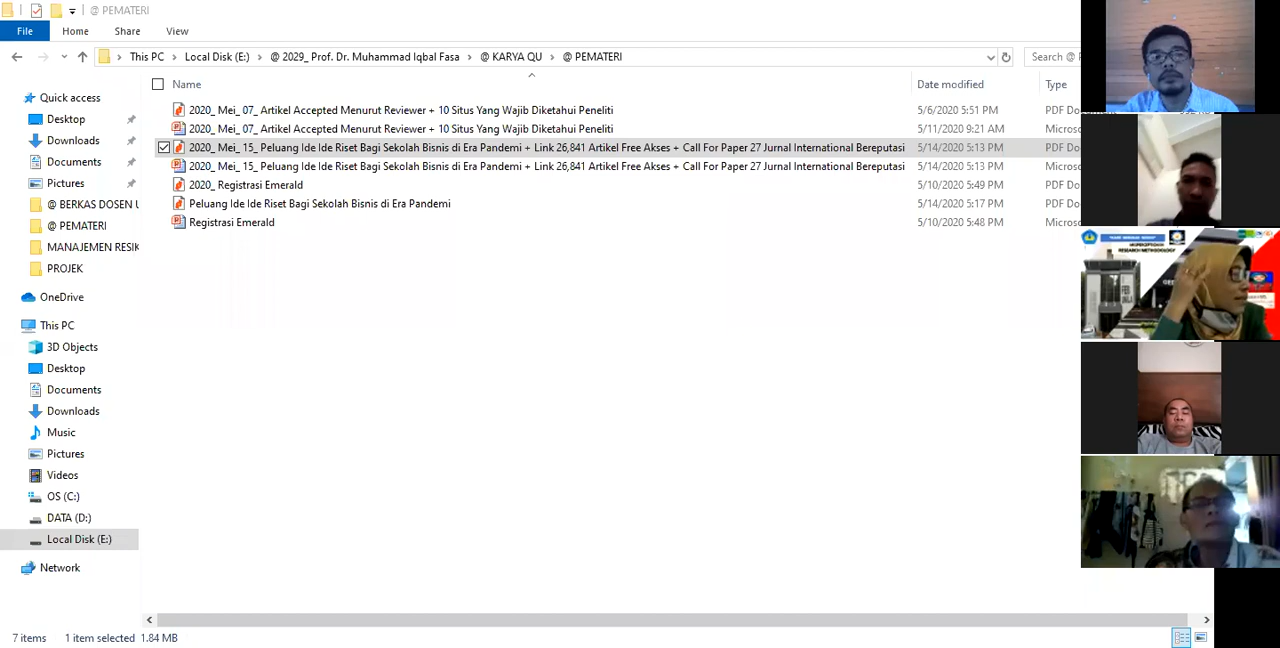 @ PEMATERI
File Home Share View
This PC Local Disk (E:) @ 2029_ Prof. Dr. Muhammad Iqbal Fasa @ KARYA QU @ PEMATERI
Search @
Name Date modified Type
Quick access
Desktop
Downloads
Documents
Pictures
@ BERKAS DOSEN
@ PEMATERI
MANAJEMEN RESIK
PROJEK
OneDrive
This PC
3D Objects
Desktop
Documents
Downloads
Music
Pictures
Videos
OS (C:)
DATA (D:)
Local Disk (E:)
Network
2020_ Mei_ 07_ Artikel Accepted Menurut Reviewer + 10 Situs Yang Wajib Diketahui Peneliti 5/6/2020 5:51 PM PDF Do
2020_ Mei_ 07_ Artikel Accepted Menurut Reviewer + 10 Situs Yang Wajib Diketahui Peneliti 5/11/2020 9:21 AM Micros
2020_ Mei_ 15_ Peluang Ide Ide Riset Bagi Sekolah Bisnis di Era Pandemi + Link 26,841 Artikel Free Akses + Call For Paper 27 Jurnal International Bereputasi 5/14/2020 5:13 PM PDF Do
2020_ Mei_ 15_ Peluang Ide Ide Riset Bagi Sekolah Bisnis di Era Pandemi + Link 26,841 Artikel Free Akses + Call For Paper 27 Jurnal International Bereputasi 5/14/2020 5:13 PM Micros
2020_ Registrasi Emerald 5/10/2020 5:49 PM PDF Do
Peluang Ide Ide Riset Bagi Sekolah Bisnis di Era Pandemi 5/14/2020 5:17 PM PDF Do
Registrasi Emerald 5/10/2020 5:48 PM Micros
7 items 1 item selected 1.84 MB
RESEARCH METHODOLOGY